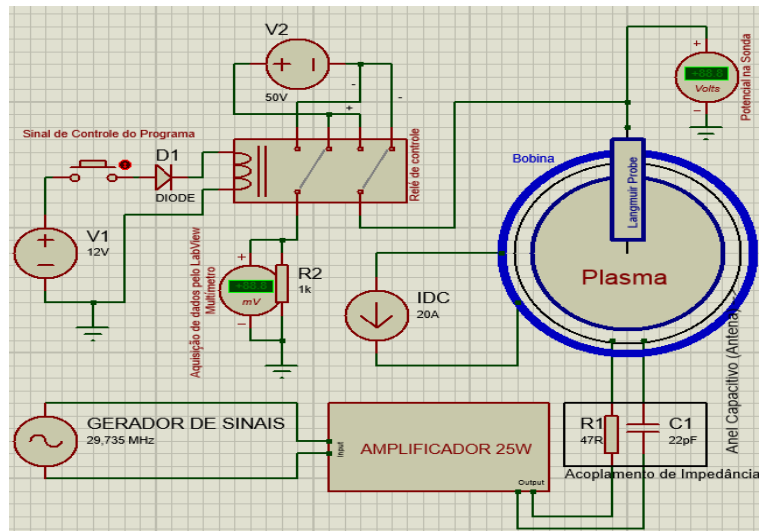 V2
50V
Sinal de Controle do Programa
D1
DIODE
Relé de controle
V1
12V
Aquisição de dados pelo LabView
Multímetro
mV
R2
1k
IDC
20A
Bobina
Langmuir Probe
Plasma
Volts
Potencial na Sonda
Anel Capacitivo (Antena)
GERADOR DE SINAIS
29,735 MHz
Input
AMPLIFICADOR 25W
Output
R1
47R
C1
22pF
Acoplamento de Impedância